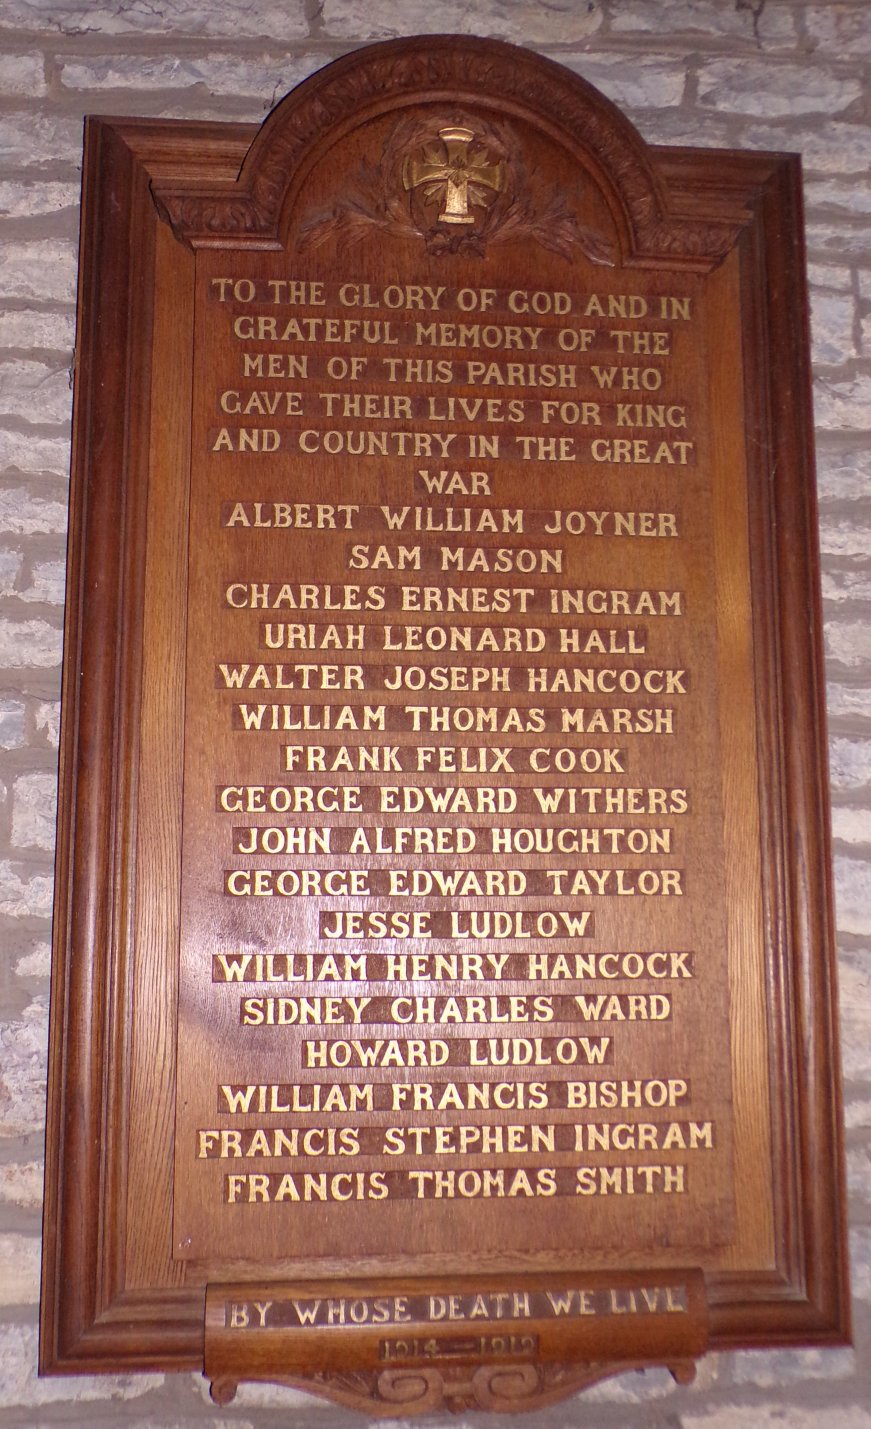 TO THE GLORY OF GOD AND IN
GRATEFUL MEMORY OF THE
MEN OF THIS PARISH WHO
GAVE THEIR LIVES FOR KING
AND COUNTRY IN THE GREAT
WAR
ALBERT WILLIAM JOYNER
SAM MASON
CHARLES ERNEST INGRAM
URIAH LEONARD HALL
WALTER JOSEPH HANCOCK
WILLIAM THOMAS MARSH
FRANK FELIX COOK
GEORGE EDWARD WITHERS
JOHN ALFRED HOUGHTON
GEORGE EDWARD TAYLOR
JESSE LUDLOW
WILLIAM HENRY HANCOCK
SIDNEY CHARLES WARD
HOWARD LUDLOW
WILLIAM FRANCIS BISHOP
FRANCIS STEPHEN INGRAM
FRANCIS THOMAS SMITH
BY WHOSE DEATH WE LIVE
1914 — 1919